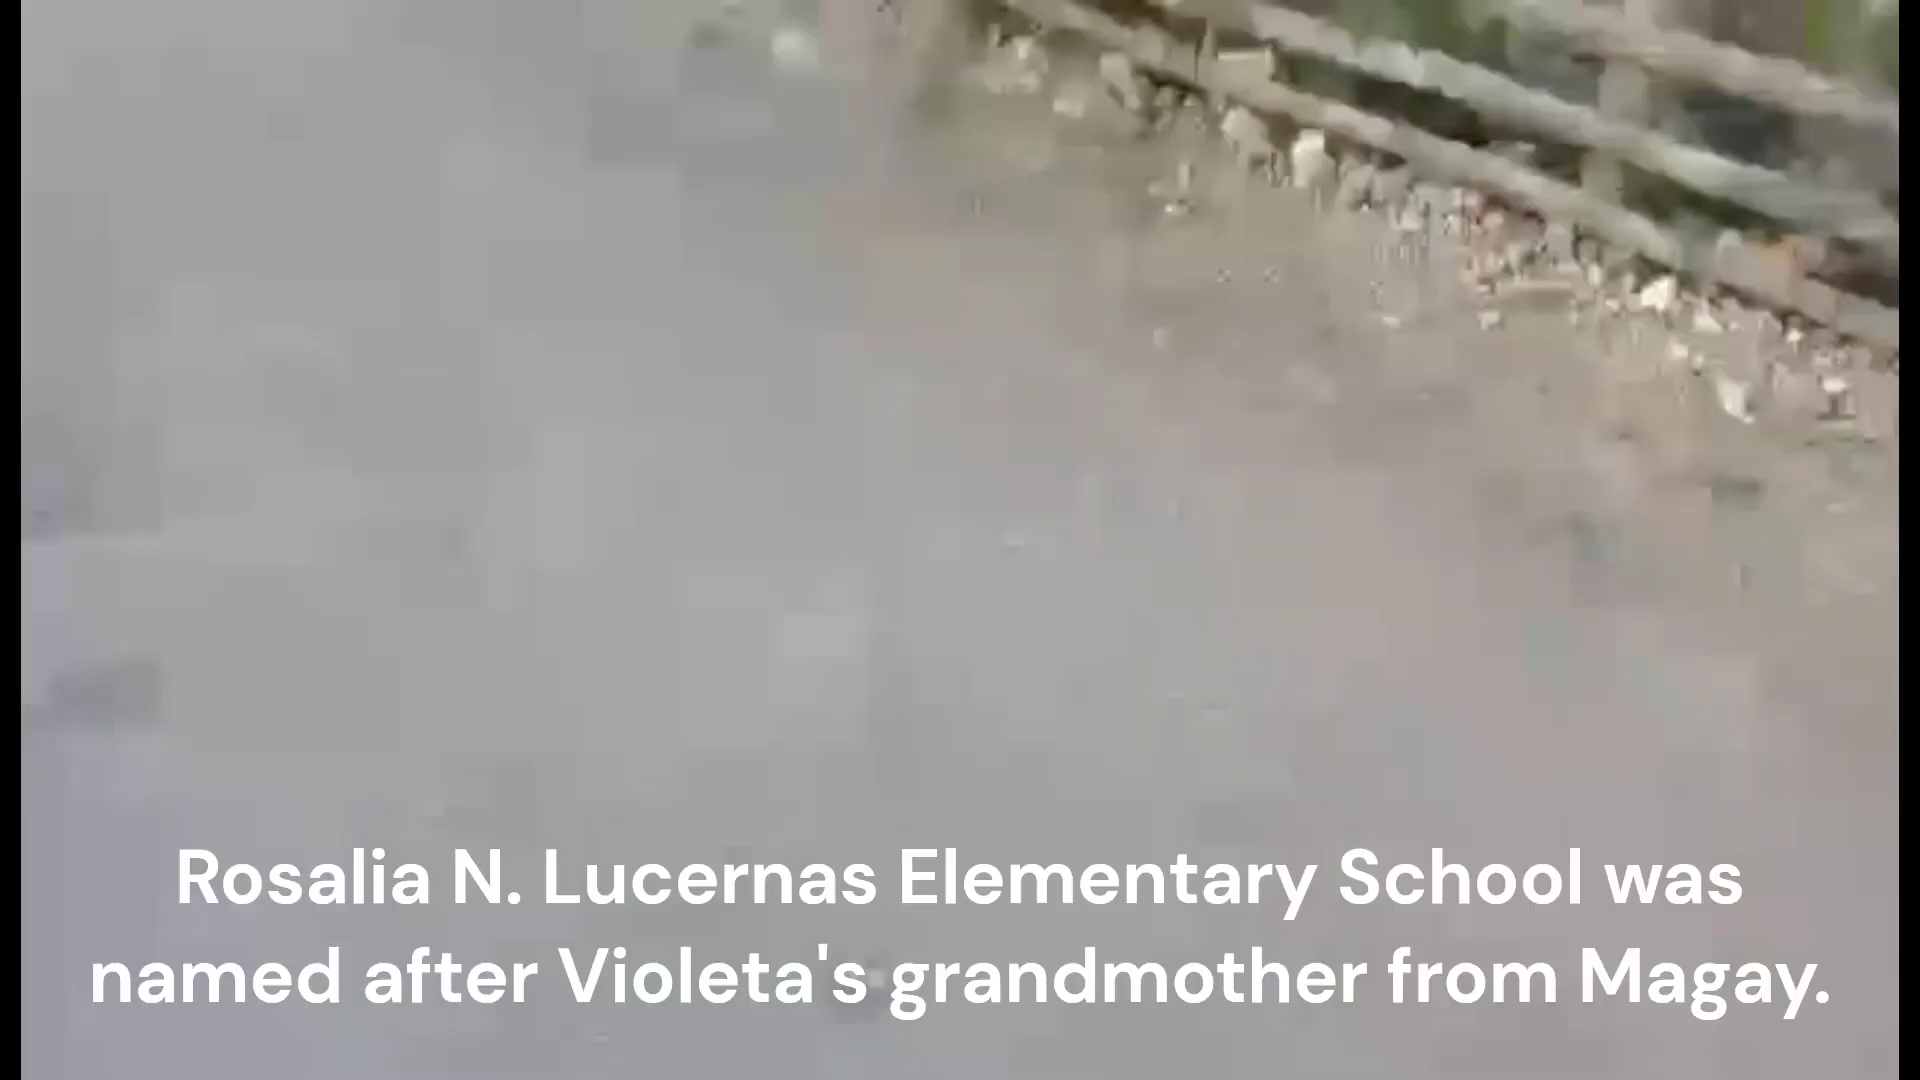 Rosalia N. Lucernas Elementary School was
named after Violeta's grandmother from Magay.